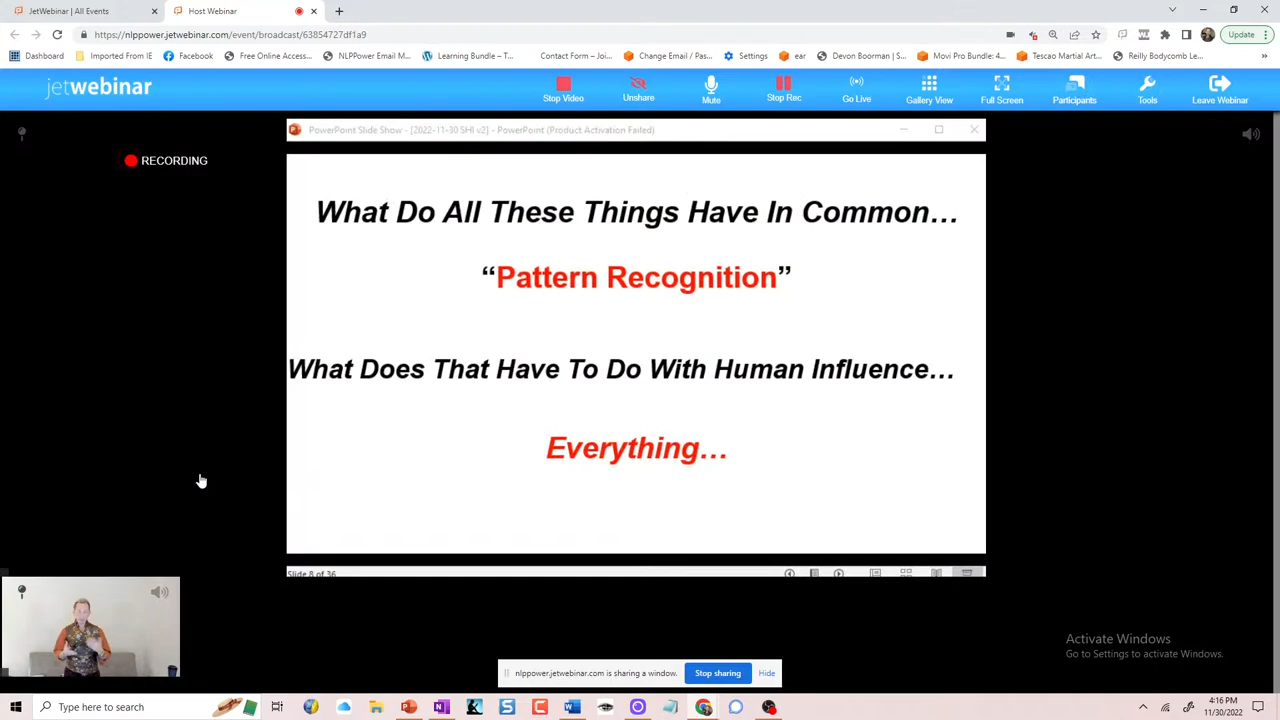 JetWebinar | All Events
Host Webinar
https://nlppower.jetwebinar.com/event/broadcast/63854727df1a9
Update
Dashboard
Imported From IE
Facebook
Free Online Access...
NLPPower Email M...
Learning Bundle – T...
Contact Form – Joi...
Change Email / Pas...
Settings
ear
Devon Boorman | S...
Movi Pro Bundle: 4...
Tescao Martial Art...
Reilly Bodycomb Le...
jetwebinar
Stop Video
Unshare
Mute
Stop Rec
Go Live
Gallery View
Full Screen
Participants
Tools
Leave Webinar
PowerPoint Slide Show - [2022-11-30 SHI v2] - PowerPoint (Product Activation Failed)
RECORDING
What Do All These Things Have In Common…
“Pattern Recognition”
What Does That Have To Do With Human Influence…
Everything…
Slide 8 of 36
Activate Windows
Go to Settings to activate Windows.
nlppower.jetwebinar.com is sharing a window.
Stop sharing
Hide
Type here to search
4:16 PM
11/30/2022